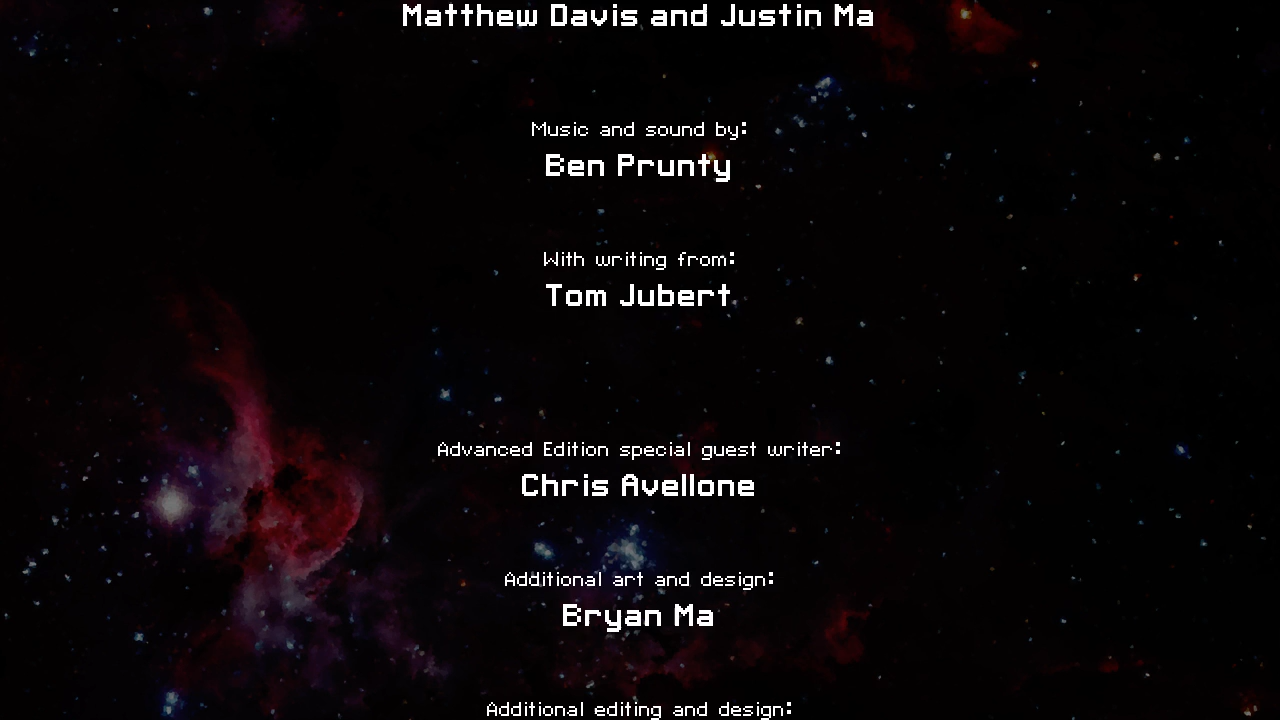 Matthew Davis and Justin Ma
Music and sound by:
Ben Prunty
With writing from:
Tom Jubert
Advanced Edition special guest writer:
Chris Avellone
Additional art and design:
Bryan Ma
Additional editing and design: